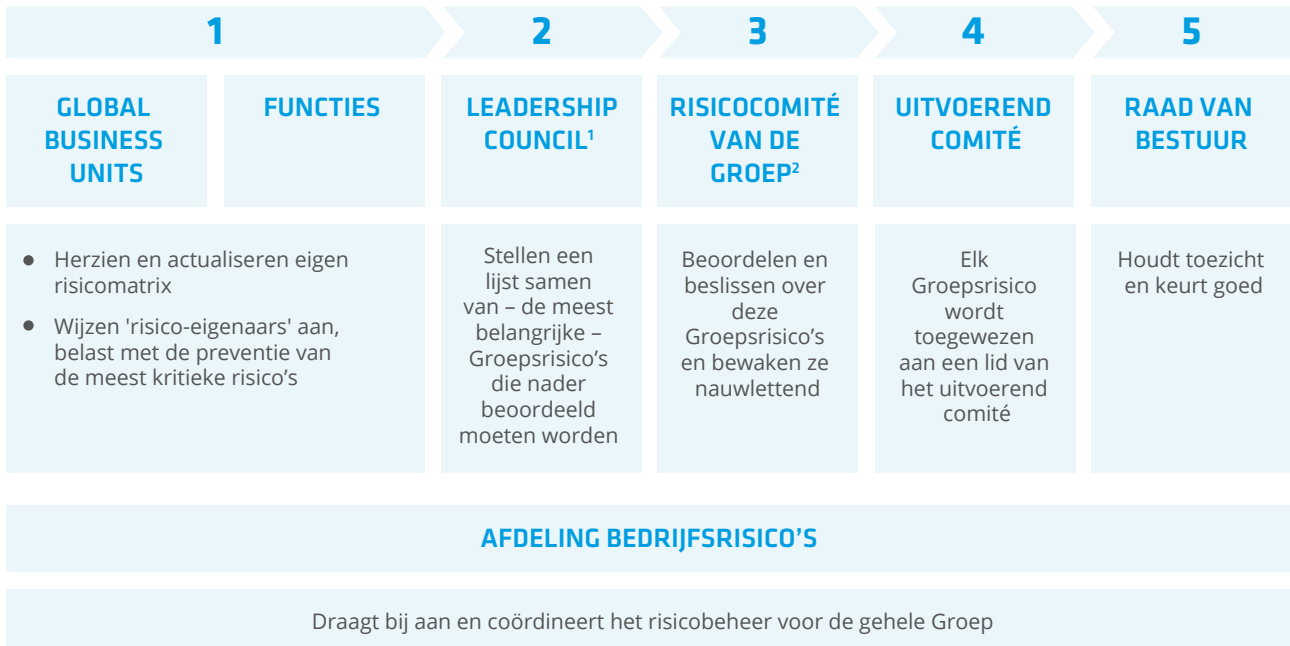 1
2
3
4
5
GLOBAL
BUSINESS
UNITS
FUNCTIES
LEADERSHIP
COUNCIL¹
RISICOCOMITÉ
VAN DE
GROEP²
UITVOEREND
COMITÉ
RAAD VAN
BESTUUR
• Herzien en actualiseren eigen
risicomatrix
• Wijzen 'risico-eigenaars' aan,
belast met de preventie van
de meest kritieke risico’s
Stellen een
lijst samen
van – de meest
belangrijke –
Groepsrisico’s
die nader
beoordeeld
moeten worden
Beoordelen en
beslissen over
deze
Groepsrisico’s
en bewaken ze
nauwlettend
Elk
Groepsrisico
wordt
toegewezen
aan een lid van
het uitvoerend
comité
Houdt toezicht
en keurt goed
AFDELING BEDRIJFSRISICO’S
Draagt bij aan en coördineert het risicobeheer voor de gehele Groep